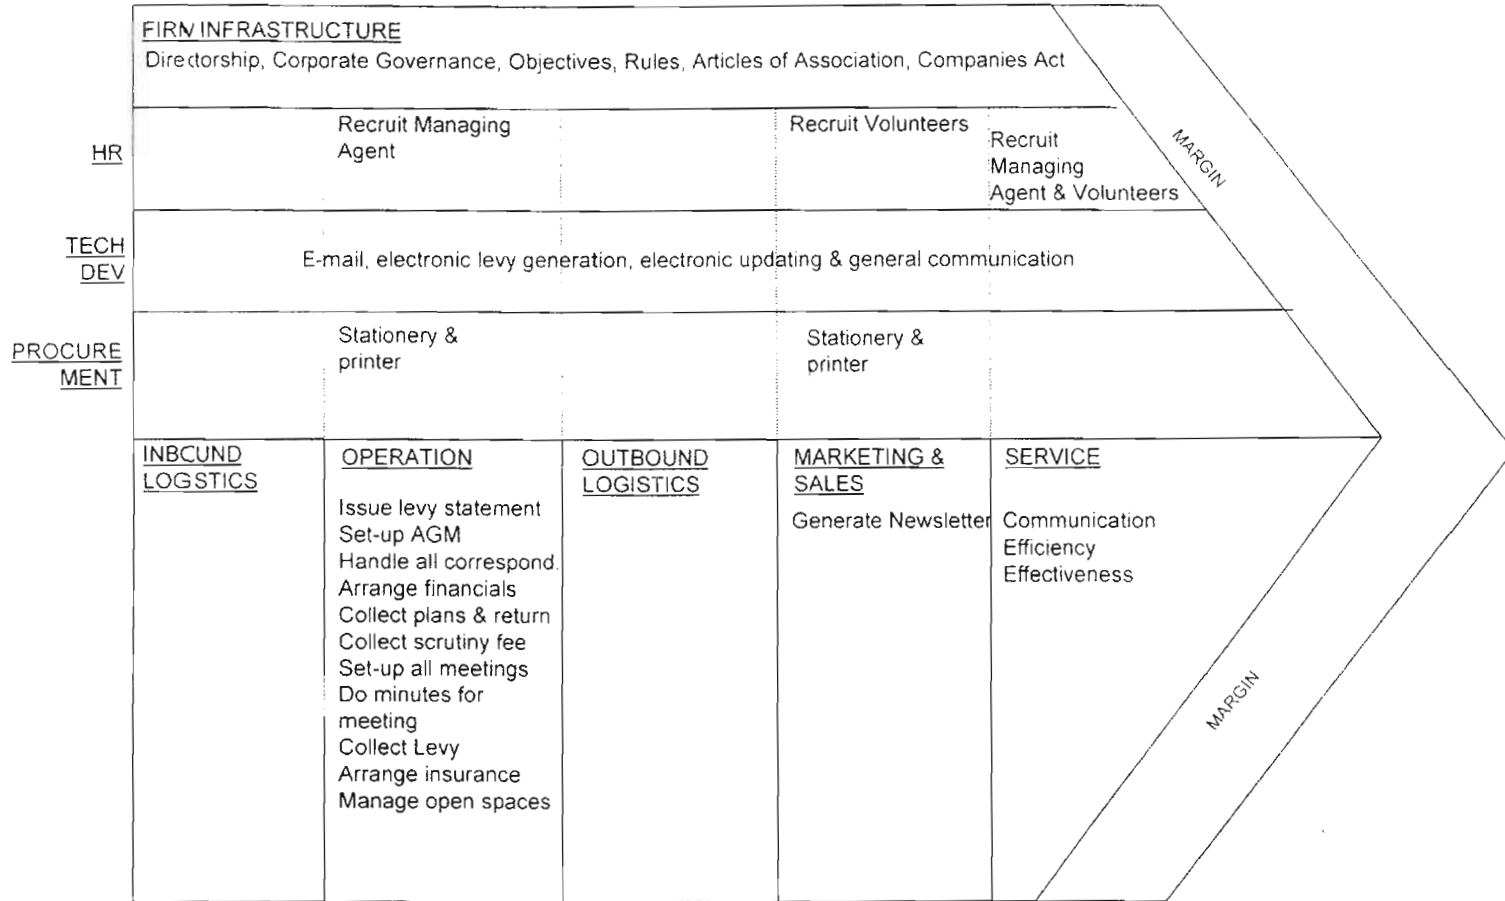 FIRM INFRASTRUCTURE
Directorship, Corporate Governance, Objectives, Rules, Articles of Association, Companies Act
HR
Recruit Managing
Agent
Recruit Volunteers
Recruit
Managing
Agent & Volunteers
MARGIN
TECH
DEV
E-mail, electronic levy generation, electronic updating & general communication
PROCURE
MENT
Stationery &
printer
Stationery &
printer
INBCUND
LOGSTICS
OPERATION
Issue levy statement
Set-up AGM
Handle all correspond.
Arrange financials
Collect plans & return
Collect scrutiny fee
Set-up all meetings
Do minutes for
meeting
Collect Levy
Arrange insurance
Manage open spaces
OUTBOUND
LOGISTICS
MARKETING &
SALES
Generate Newsletter
SERVICE
Communication
Efficiency
Effectiveness
MARGIN